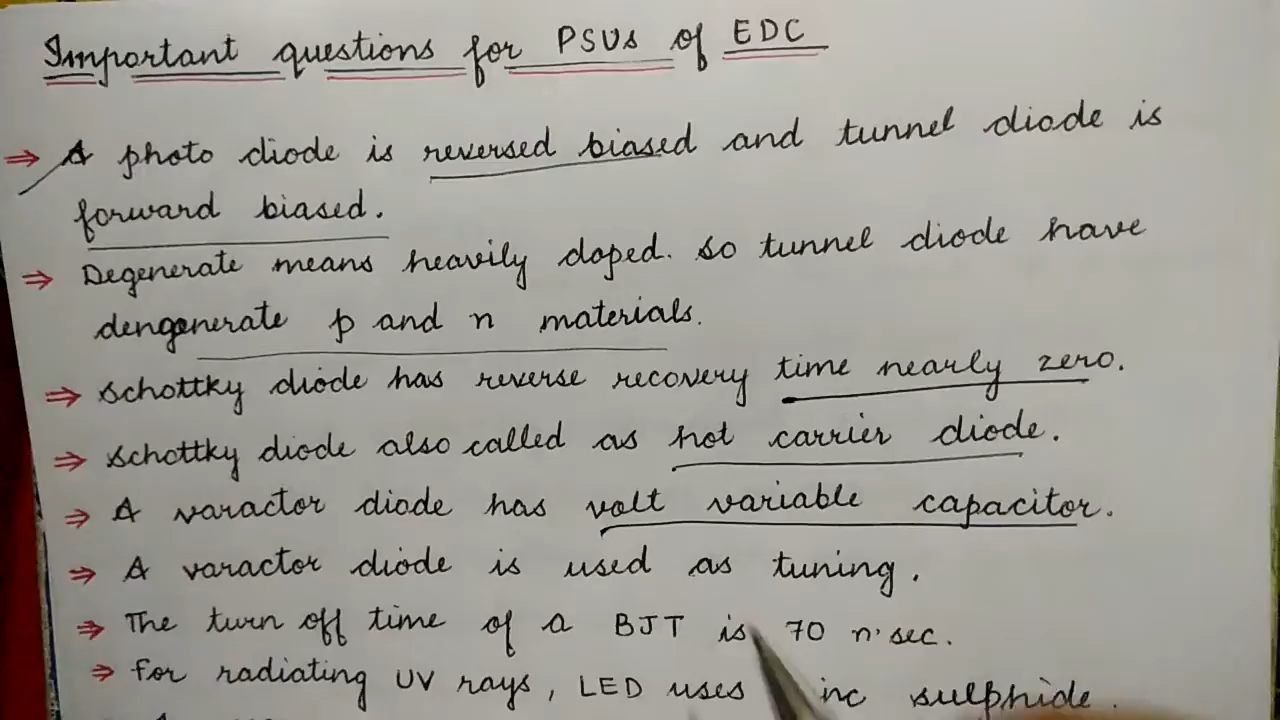 Important questions for PSUs of EDC
⇒ A photo diode is reversed biased and tunnel diode is
forward biased.
⇒ Degenerate means heavily doped. so tunnel diode have
dengenerate p and n materials.
⇒ schottky diode has reverse recovery time nearly zero.
⇒ schottky diode also called as hot carrier diode.
⇒ A varactor diode has volt variable capacitor.
⇒ A varactor diode is used as tuning.
⇒ The turn off time of a BJT is 70 n·sec.
⇒ for radiating UV rays, LED uses inc sulphide.